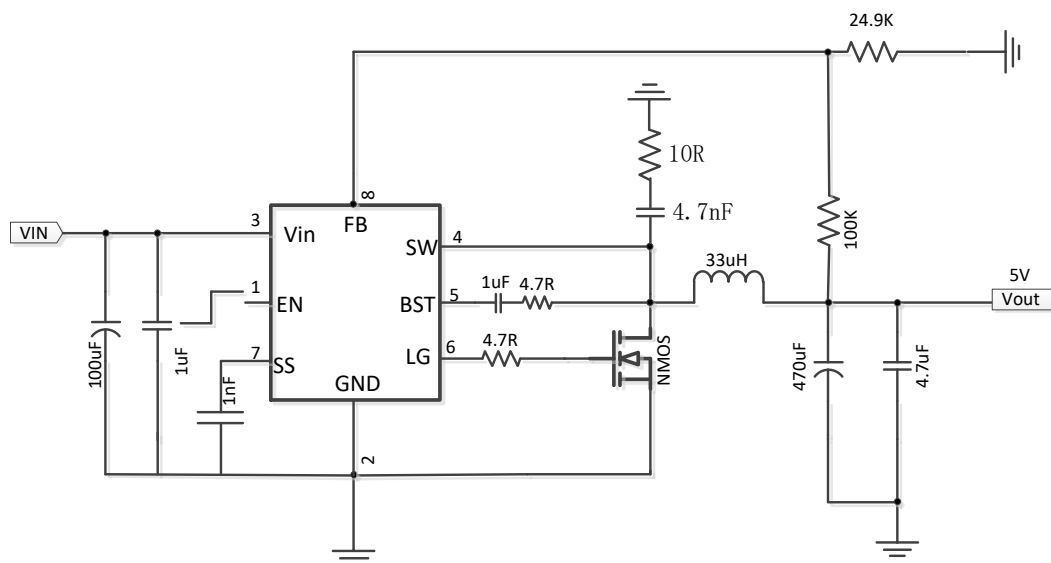 24.9K
10R
4.7nF
100K
VIN
3
Vin
8
FB
SW
4
33uH
5V
Vout
1
EN
BST
5
1uF
4.7R
100uF
1uF
7
SS
LG
6
4.7R
NMOS
470uF
4.7uF
1nF
GND
2